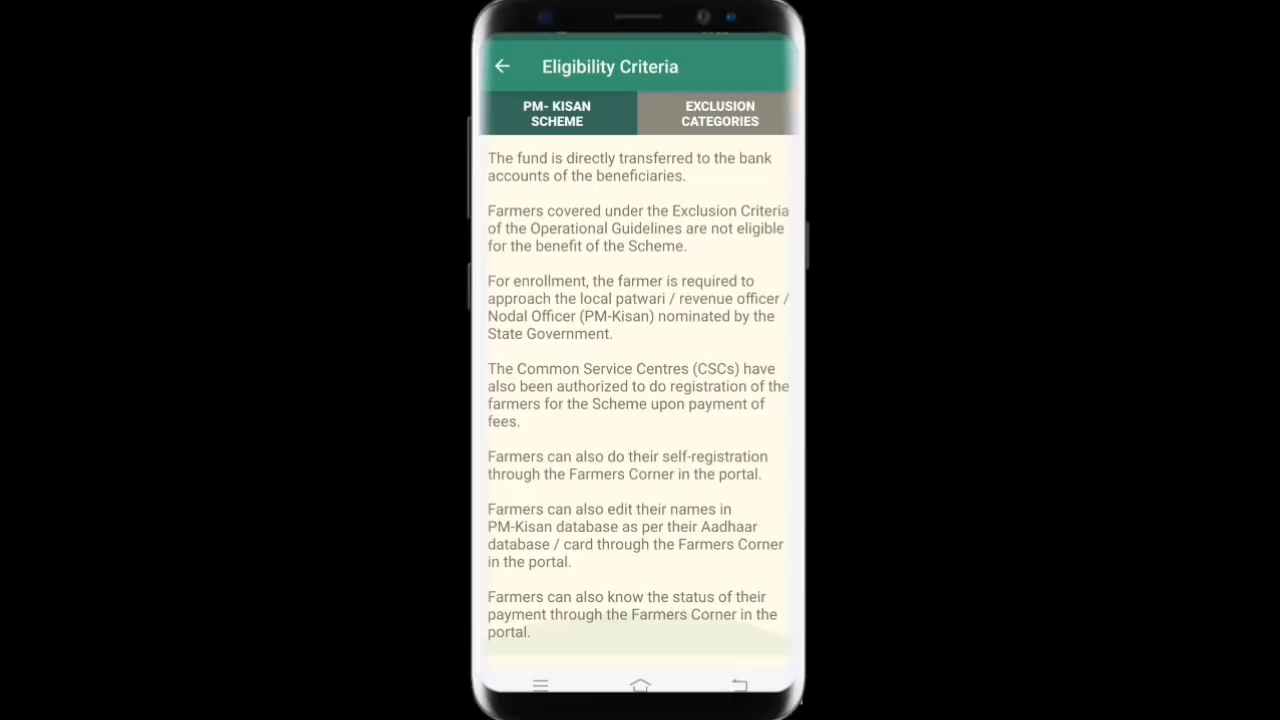 Eligibility Criteria
PM- KISAN
SCHEME
EXCLUSION
CATEGORIES
The fund is directly transferred to the bank
accounts of the beneficiaries.
Farmers covered under the Exclusion Criteria
of the Operational Guidelines are not eligible
for the benefit of the Scheme.
For enrollment, the farmer is required to
approach the local patwari / revenue officer /
Nodal Officer (PM-Kisan) nominated by the
State Government.
The Common Service Centres (CSCs) have
also been authorized to do registration of the
farmers for the Scheme upon payment of
fees.
Farmers can also do their self-registration
through the Farmers Corner in the portal.
Farmers can also edit their names in
PM-Kisan database as per their Aadhaar
database / card through the Farmers Corner
in the portal.
Farmers can also know the status of their
payment through the Farmers Corner in the
portal.